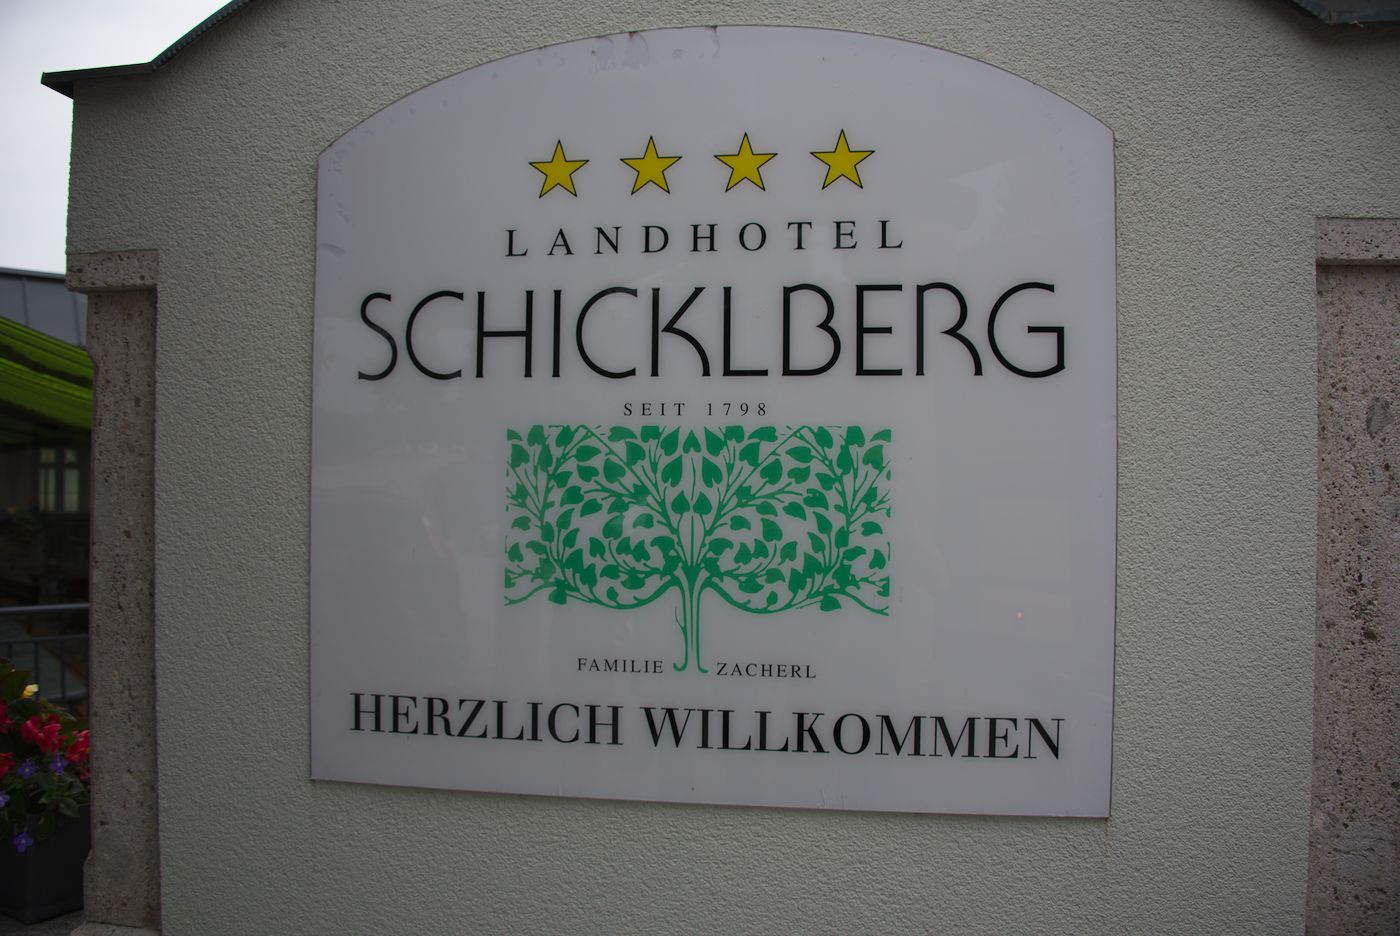 LANDHOTEL
SCHICKLBERG
SEIT 1798
FAMILIE ZACHERL
HERZLICH WILLKOMMEN